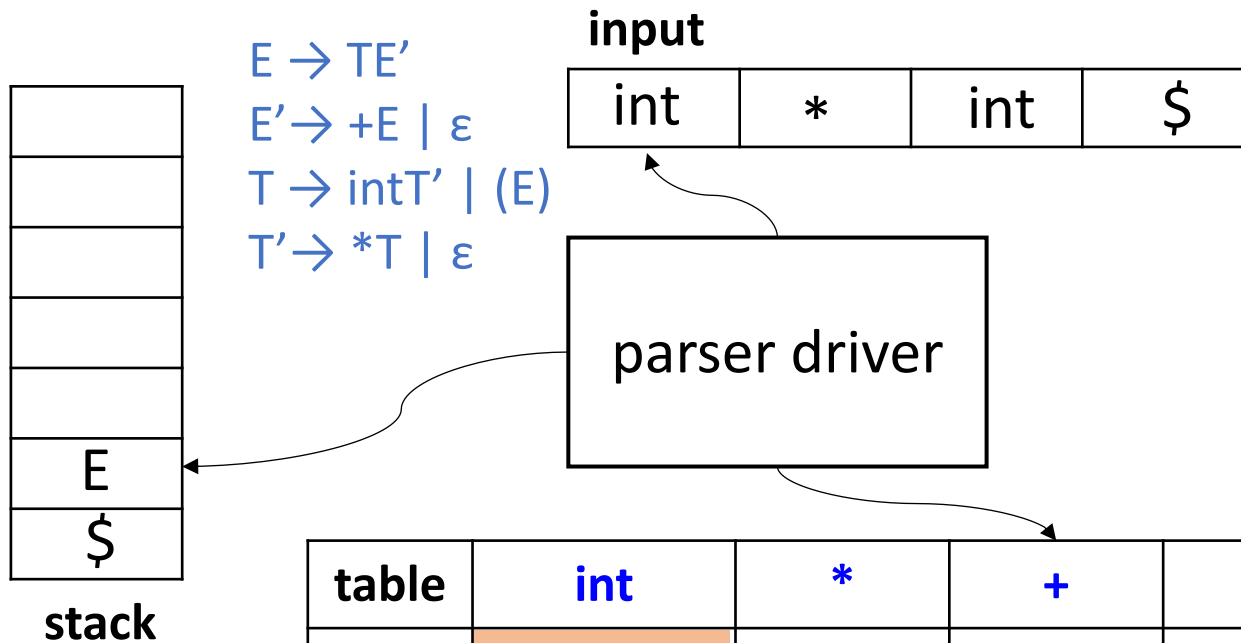 input
int * int $
E → TE’
E’→ +E | ε
T → intT’ | (E)
T’→ *T | ε
parser driver
E
$
stack
table int * +